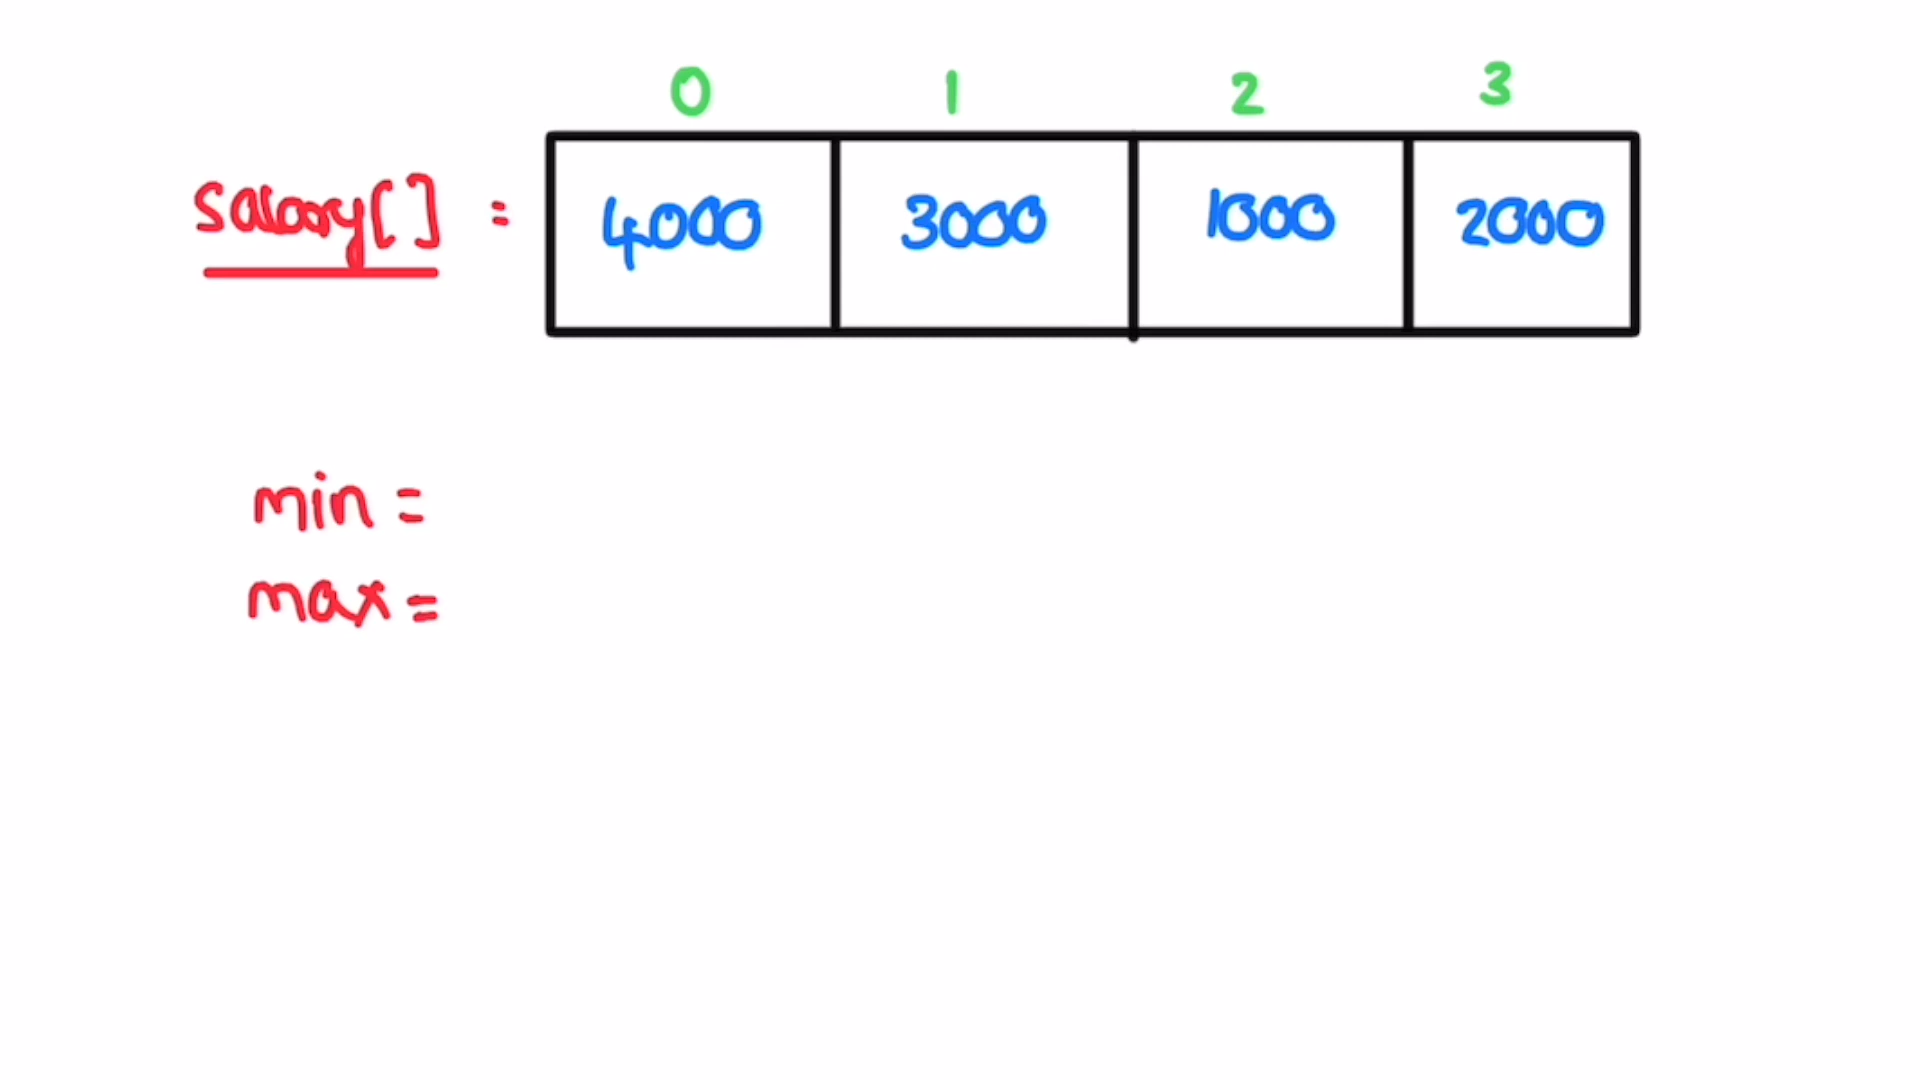 0 1 2 3
salary[] = 4000 3000 1000 2000
min =
max =